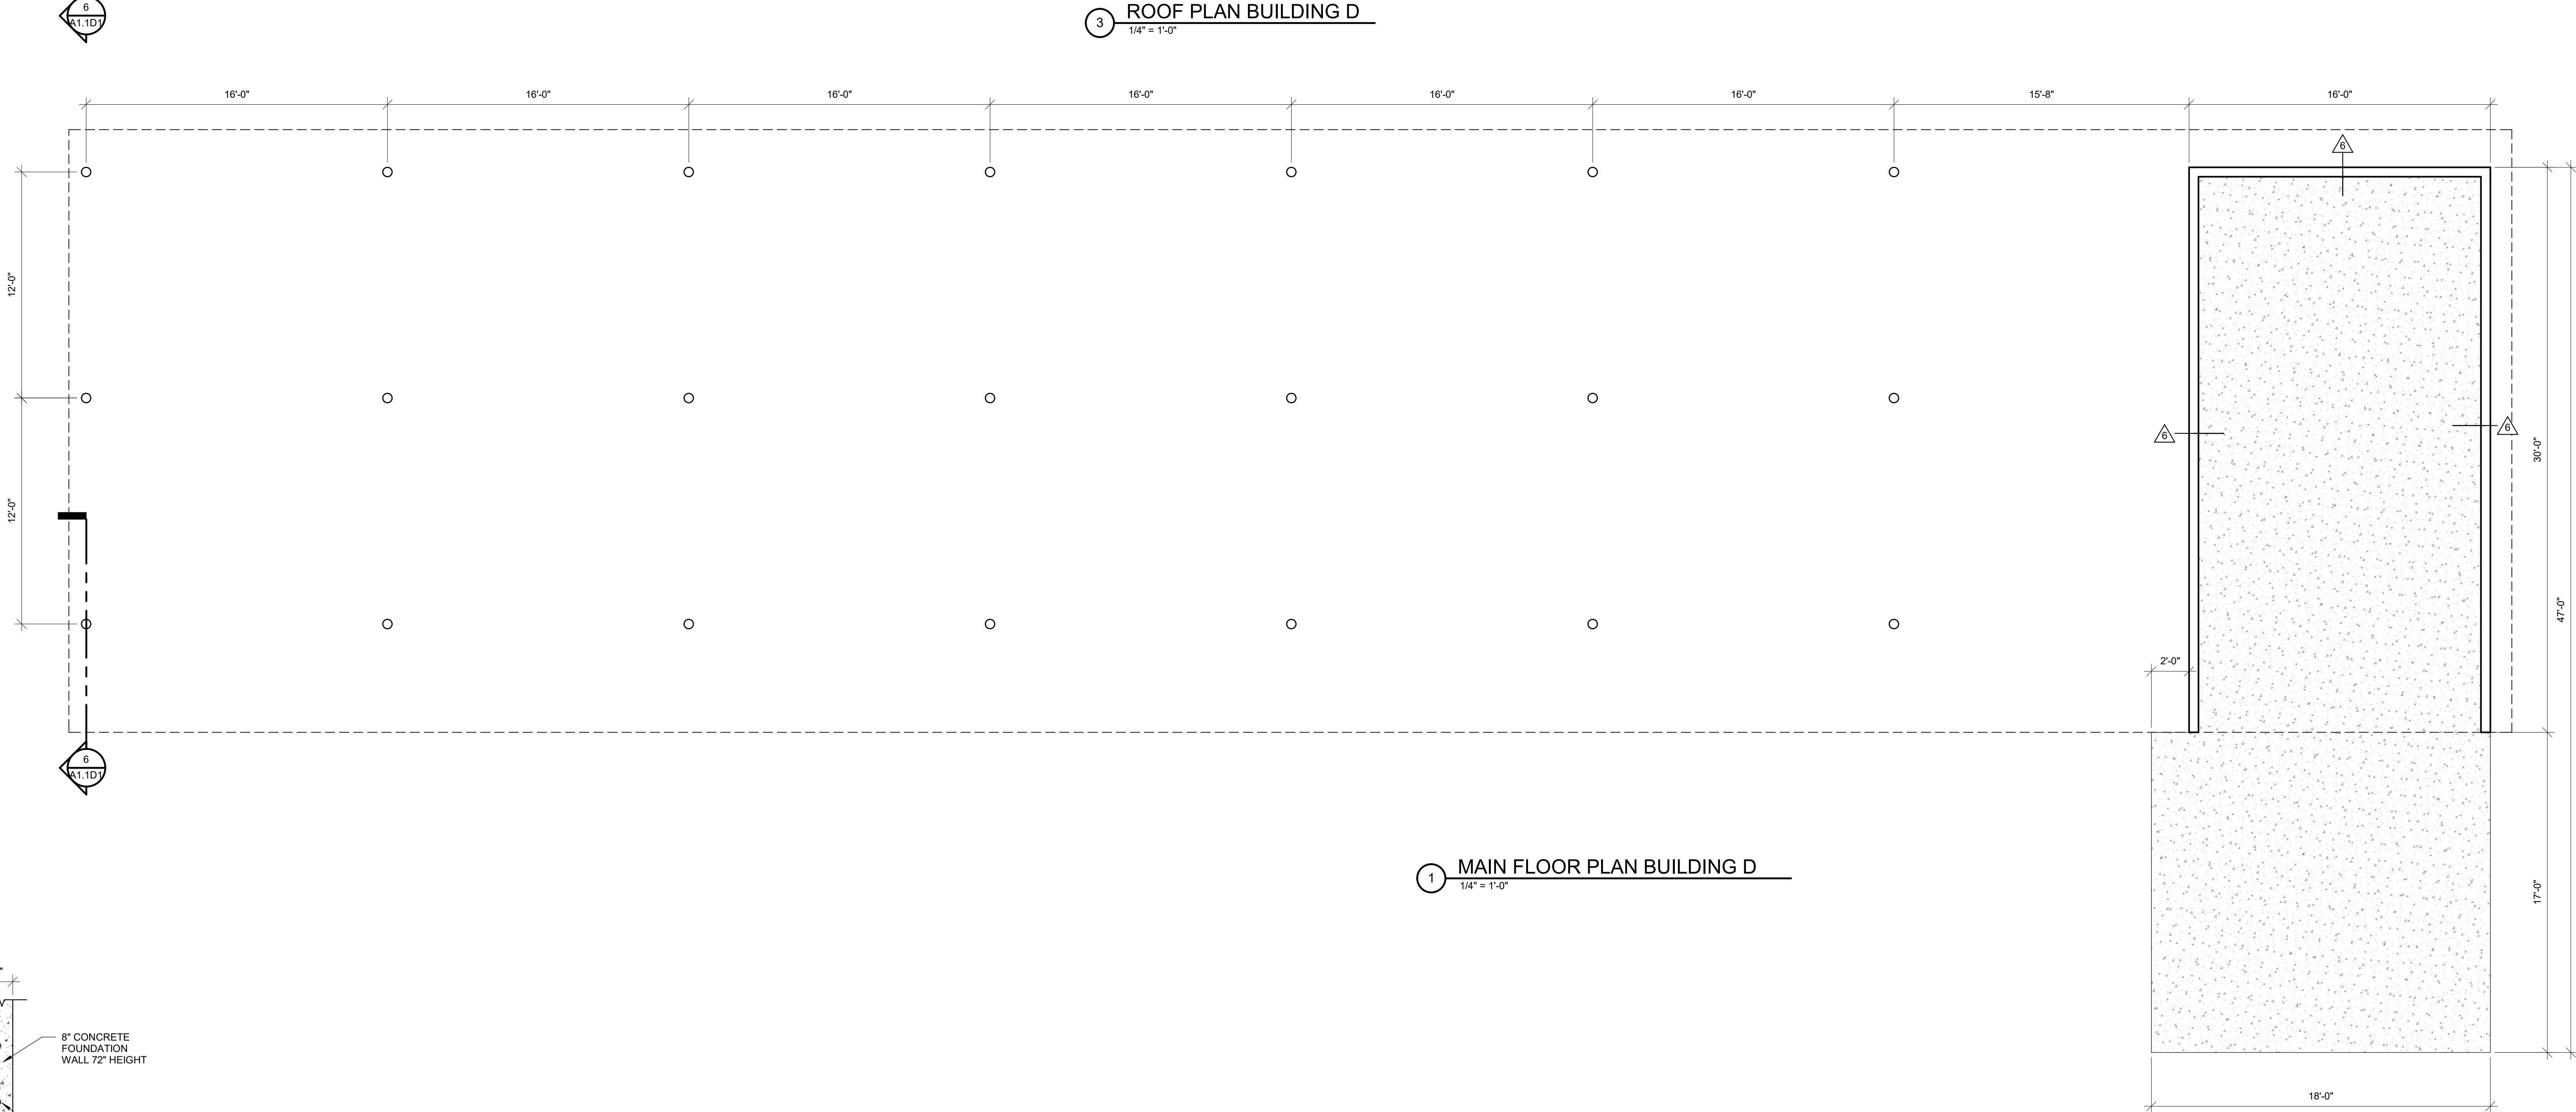 6
A1.1D1
3
ROOF PLAN BUILDING D
1/4" = 1'-0"
16'-0"
16'-0"
16'-0"
16'-0"
16'-0"
16'-0"
15'-8"
16'-0"
6
12'-0"
6
6
30'-0"
12'-0"
47'-0"
2'-0"
6
A1.1D1
1
MAIN FLOOR PLAN BUILDING D
1/4" = 1'-0"
17'-0"
"
8" CONCRETE
FOUNDATION
WALL 72" HEIGHT
18'-0"